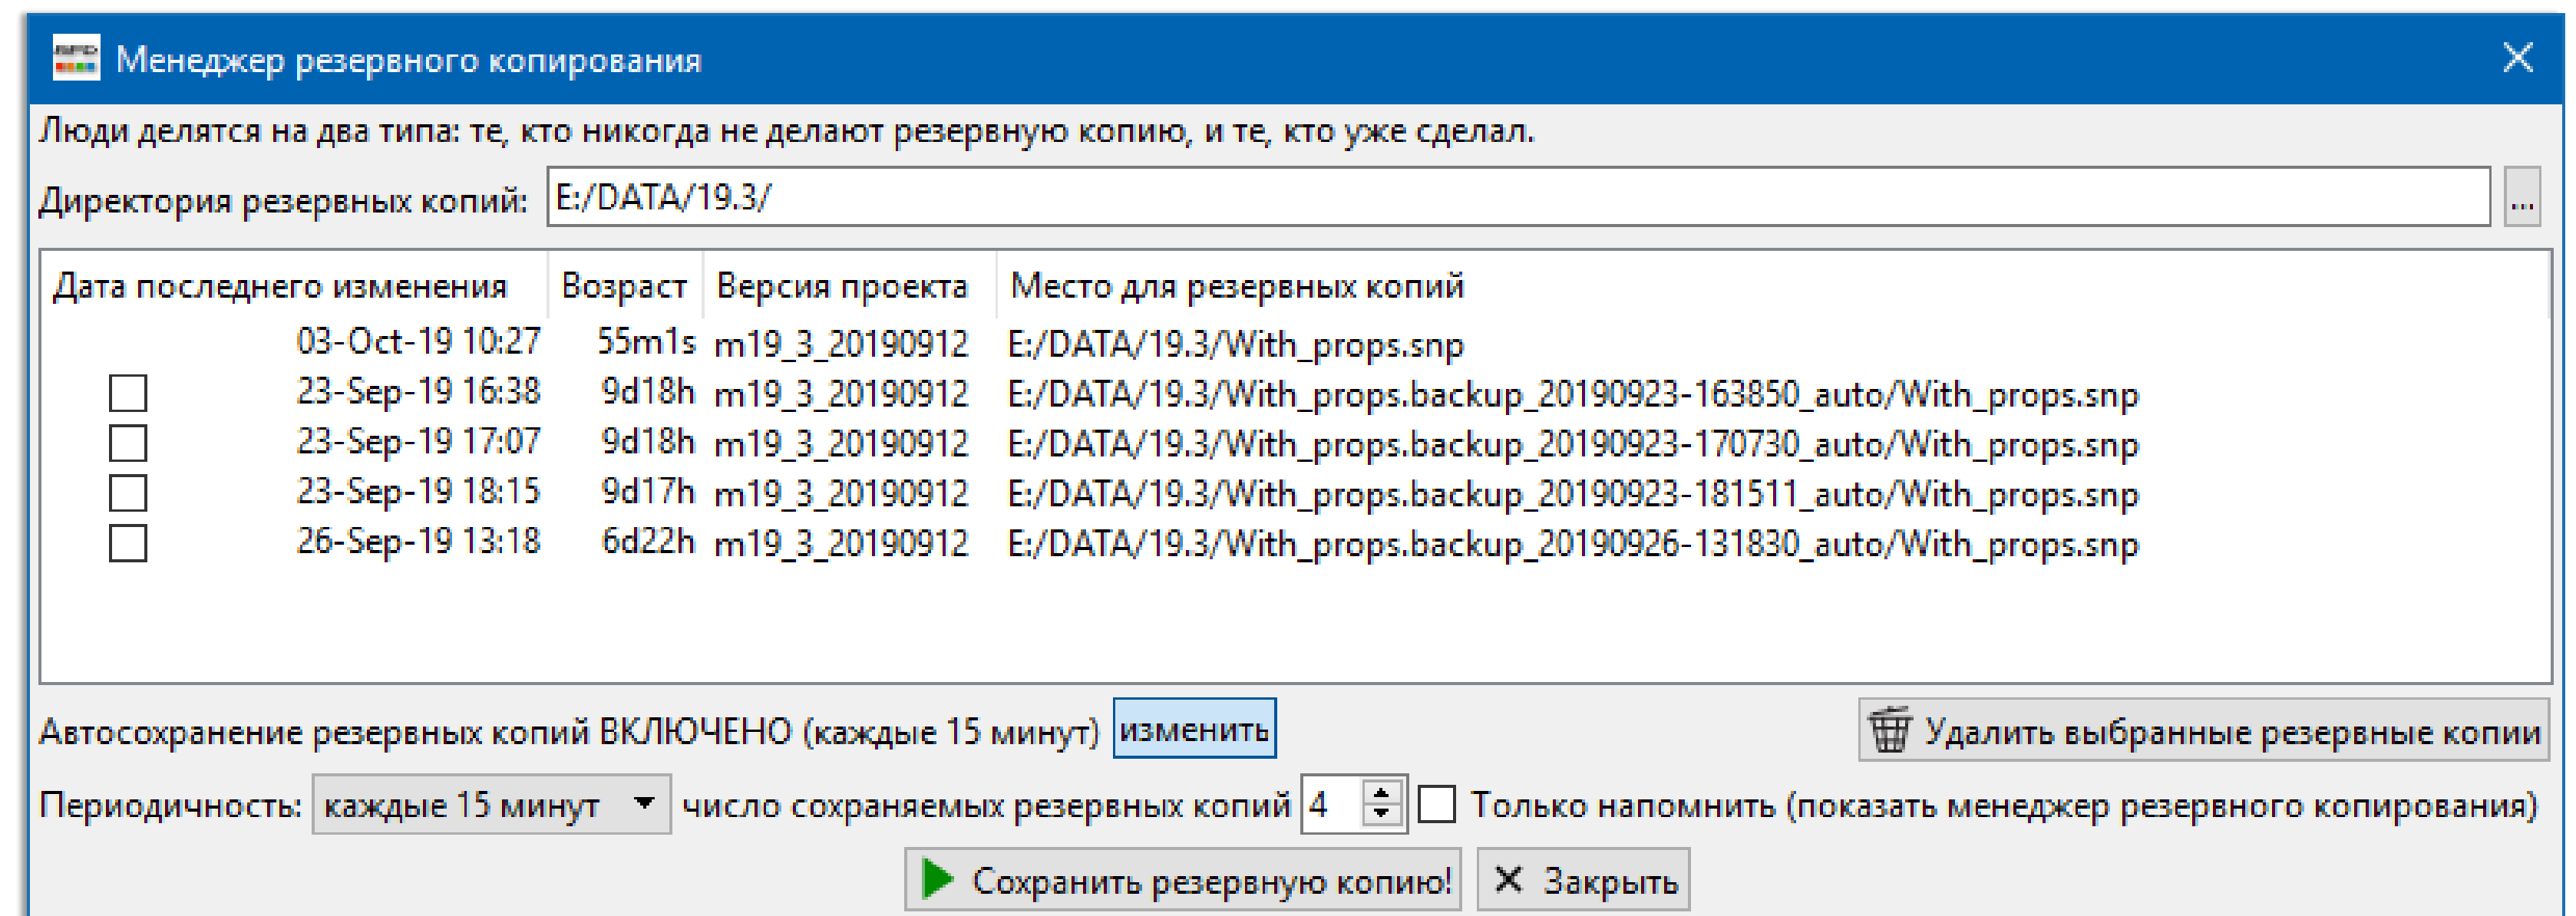 Менеджер резервного копирования
Люди делятся на два типа: те, кто никогда не делают резервную копию, и те, кто уже сделал.
Директория резервных копий: E:/DATA/19.3/ ...
Дата последнего изменения Возраст Версия проекта Место для резервных копий
03-Oct-19 10:27 55m1s m19_3_20190912 E:/DATA/19.3/With_props.snp
23-Sep-19 16:38 9d18h m19_3_20190912 E:/DATA/19.3/With_props.backup_20190923-163850_auto/With_props.snp
23-Sep-19 17:07 9d18h m19_3_20190912 E:/DATA/19.3/With_props.backup_20190923-170730_auto/With_props.snp
23-Sep-19 18:15 9d17h m19_3_20190912 E:/DATA/19.3/With_props.backup_20190923-181511_auto/With_props.snp
26-Sep-19 13:18 6d22h m19_3_20190912 E:/DATA/19.3/With_props.backup_20190926-131830_auto/With_props.snp
Автосохранение резервных копий ВКЛЮЧЕНО (каждые 15 минут) изменить Удалить выбранные резервные копии
Периодичность: каждые 15 минут число сохраняемых резервных копий 4 Только напомнить (показать менеджер резервного копирования)
Сохранить резервную копию! Закрыть